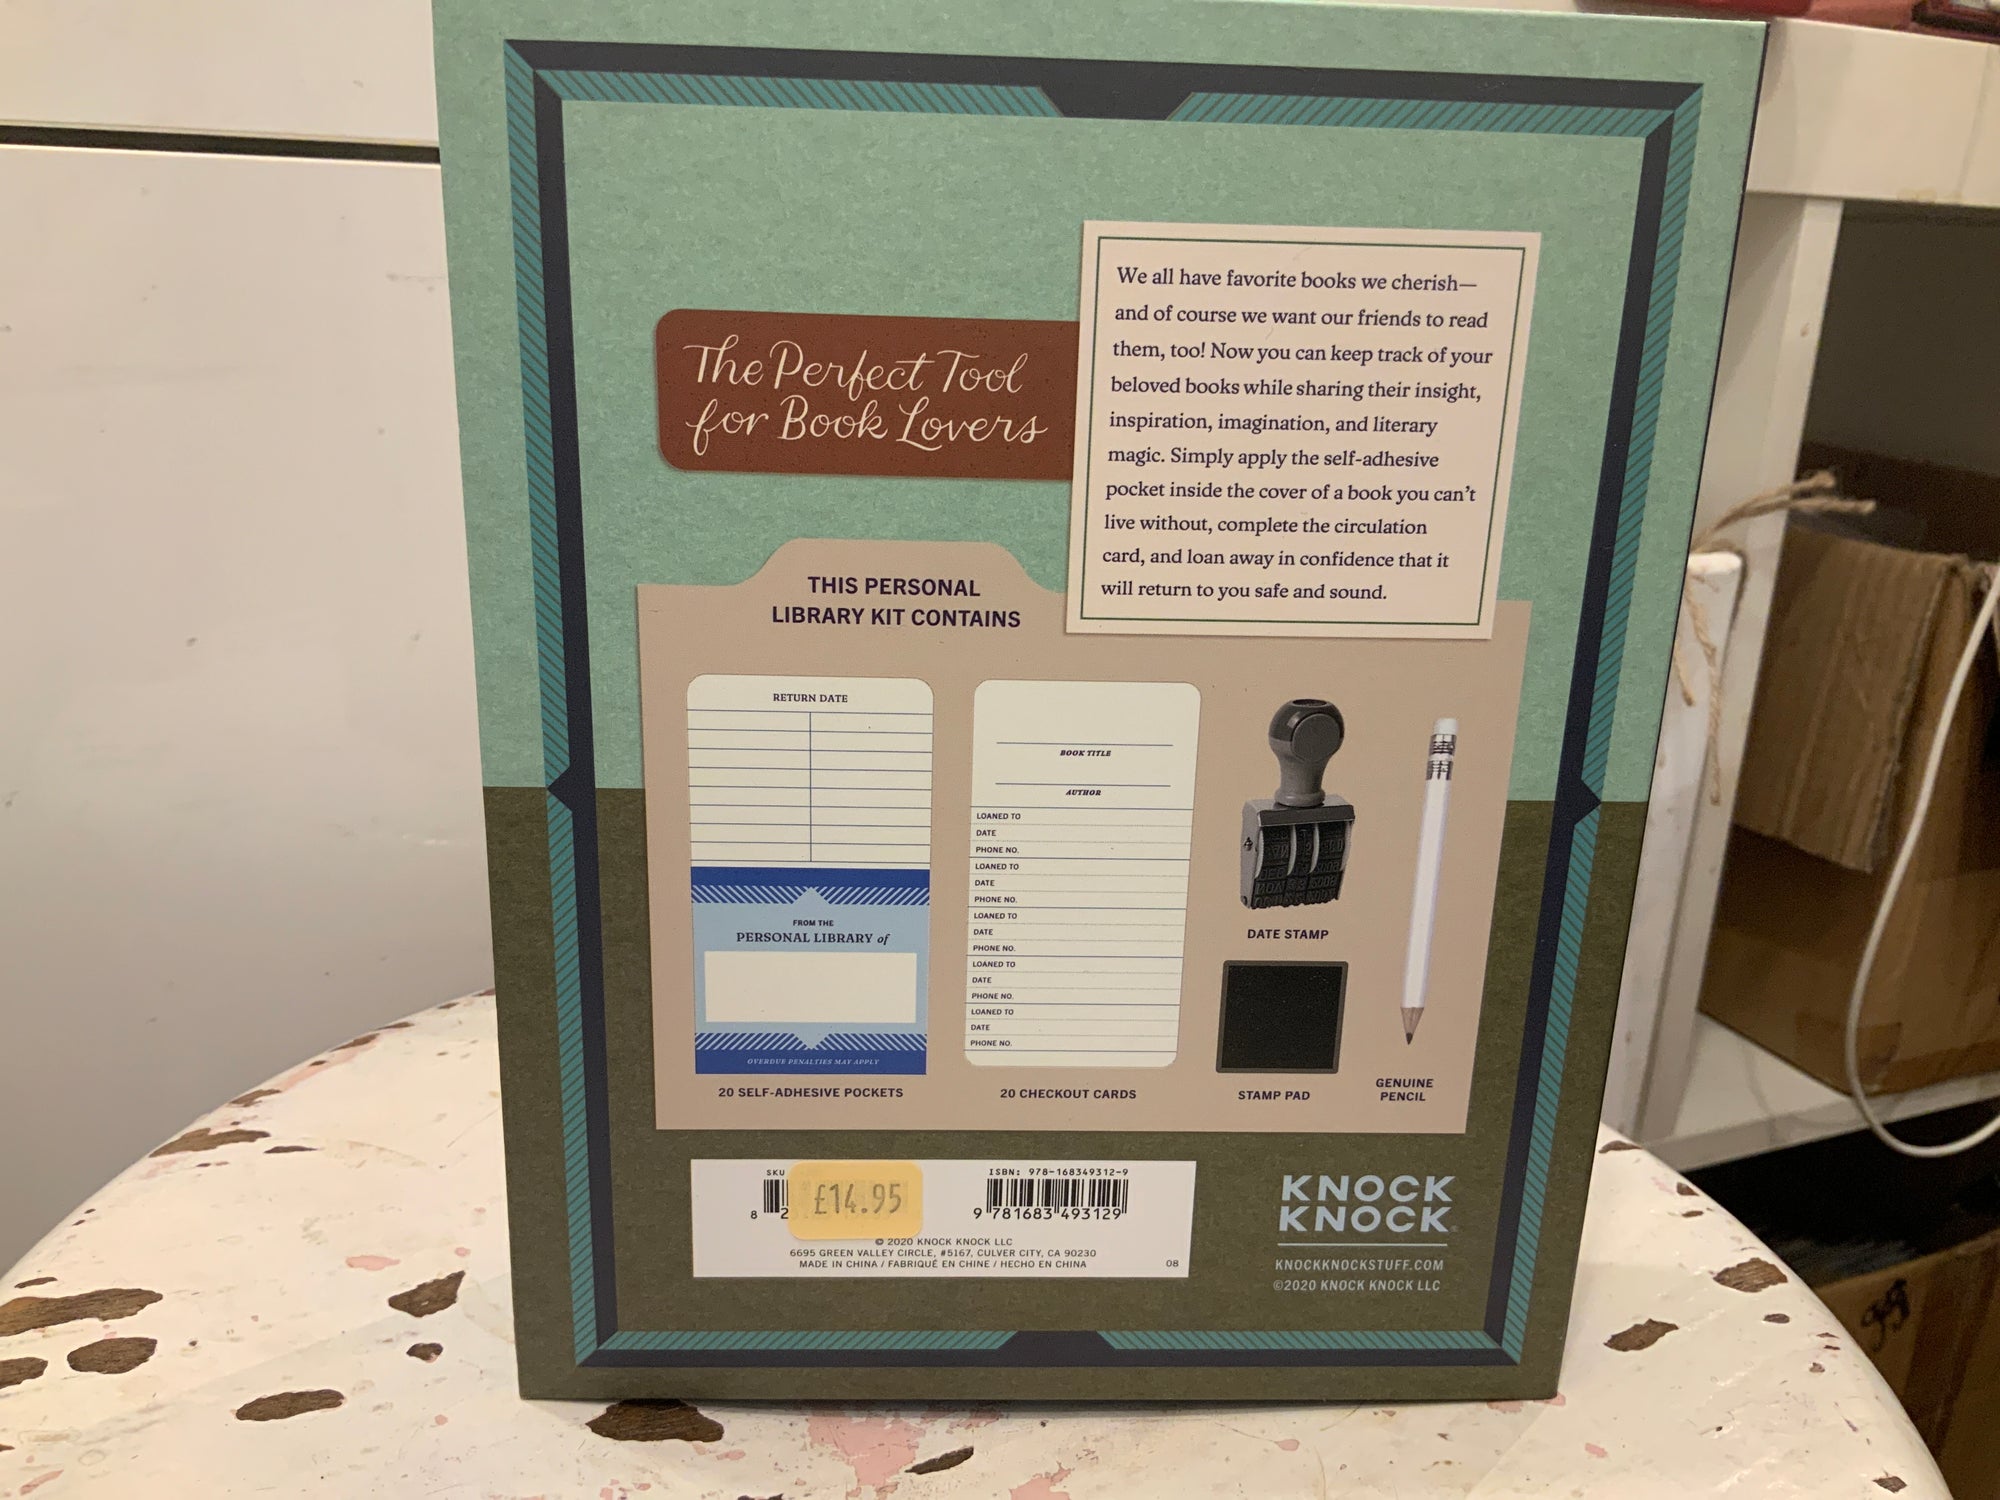 The Perfect Tool
for Book Lovers
We all have favorite books we cherish—
and of course we want our friends to read
them, too! Now you can keep track of your
beloved books while sharing their insight,
inspiration, imagination, and literary
magic. Simply apply the self-adhesive
pocket inside the cover of a book you can't
live without, complete the circulation
card, and loan away in confidence that it
will return to you safe and sound.
THIS PERSONAL
LIBRARY KIT CONTAINS
RETURN DATE
FROM THE
PERSONAL LIBRARY of
OVERDUE PENALTIES MAY APPLY
20 SELF-ADHESIVE POCKETS
BOOK TITLE
AUTHOR
LOANED TO
DATE
PHONE NO.
LOANED TO
DATE
PHONE NO.
LOANED TO
DATE
PHONE NO.
LOANED TO
DATE
PHONE NO.
LOANED TO
DATE
PHONE NO.
20 CHECKOUT CARDS
DATE STAMP
STAMP PAD
GENUINE
PENCIL
SKU
8 2
£14.95
ISBN: 978-168349312-9
9 781683 493129
© 2020 KNOCK KNOCK LLC
6695 GREEN VALLEY CIRCLE, #5167, CULVER CITY, CA 90230
MADE IN CHINA / FABRIQUÉ EN CHINE / HECHO EN CHINA
08
KNOCK
KNOCK
KNOCKKNOCKSTUFF.COM
©2020 KNOCK KNOCK LLC